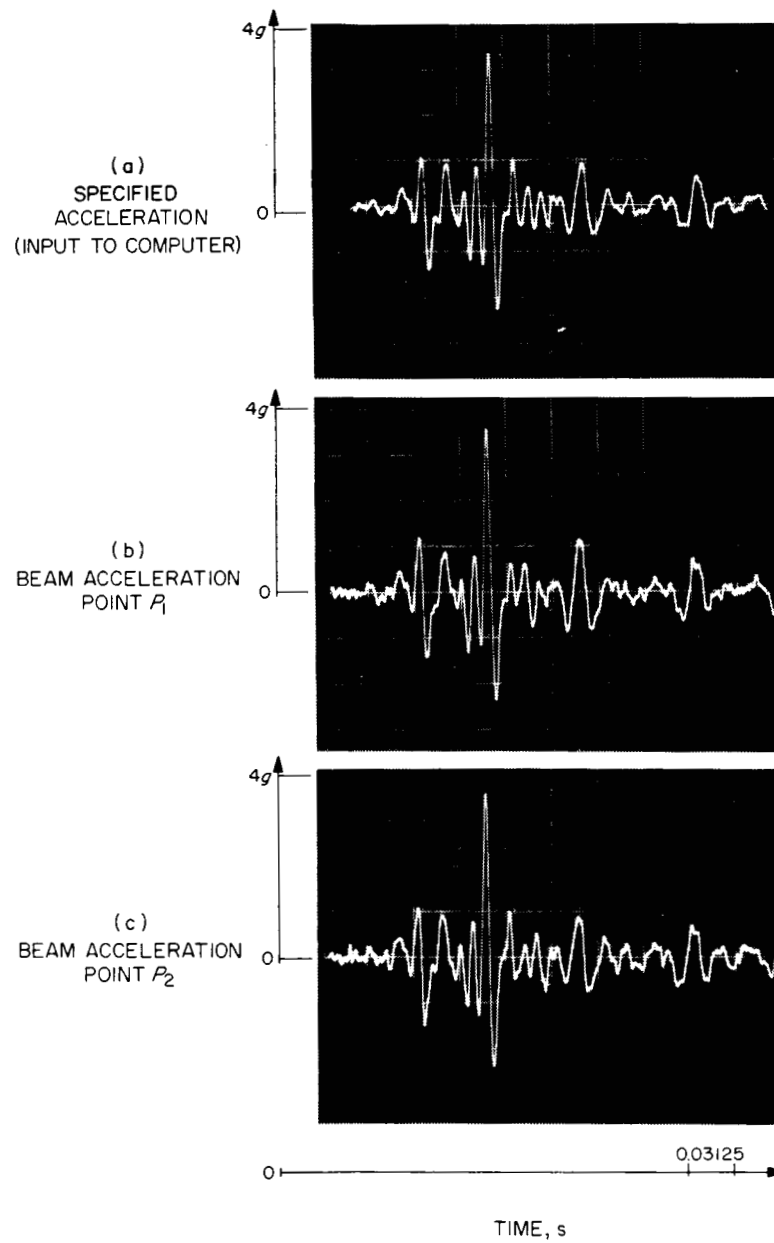 4g
(a)
SPECIFIED
ACCELERATION
(INPUT TO COMPUTER)
0
4g
(b)
BEAM ACCELERATION
POINT P1
0
4g
(c)
BEAM ACCELERATION
POINT P2
0
0.03125
0
TIME, s